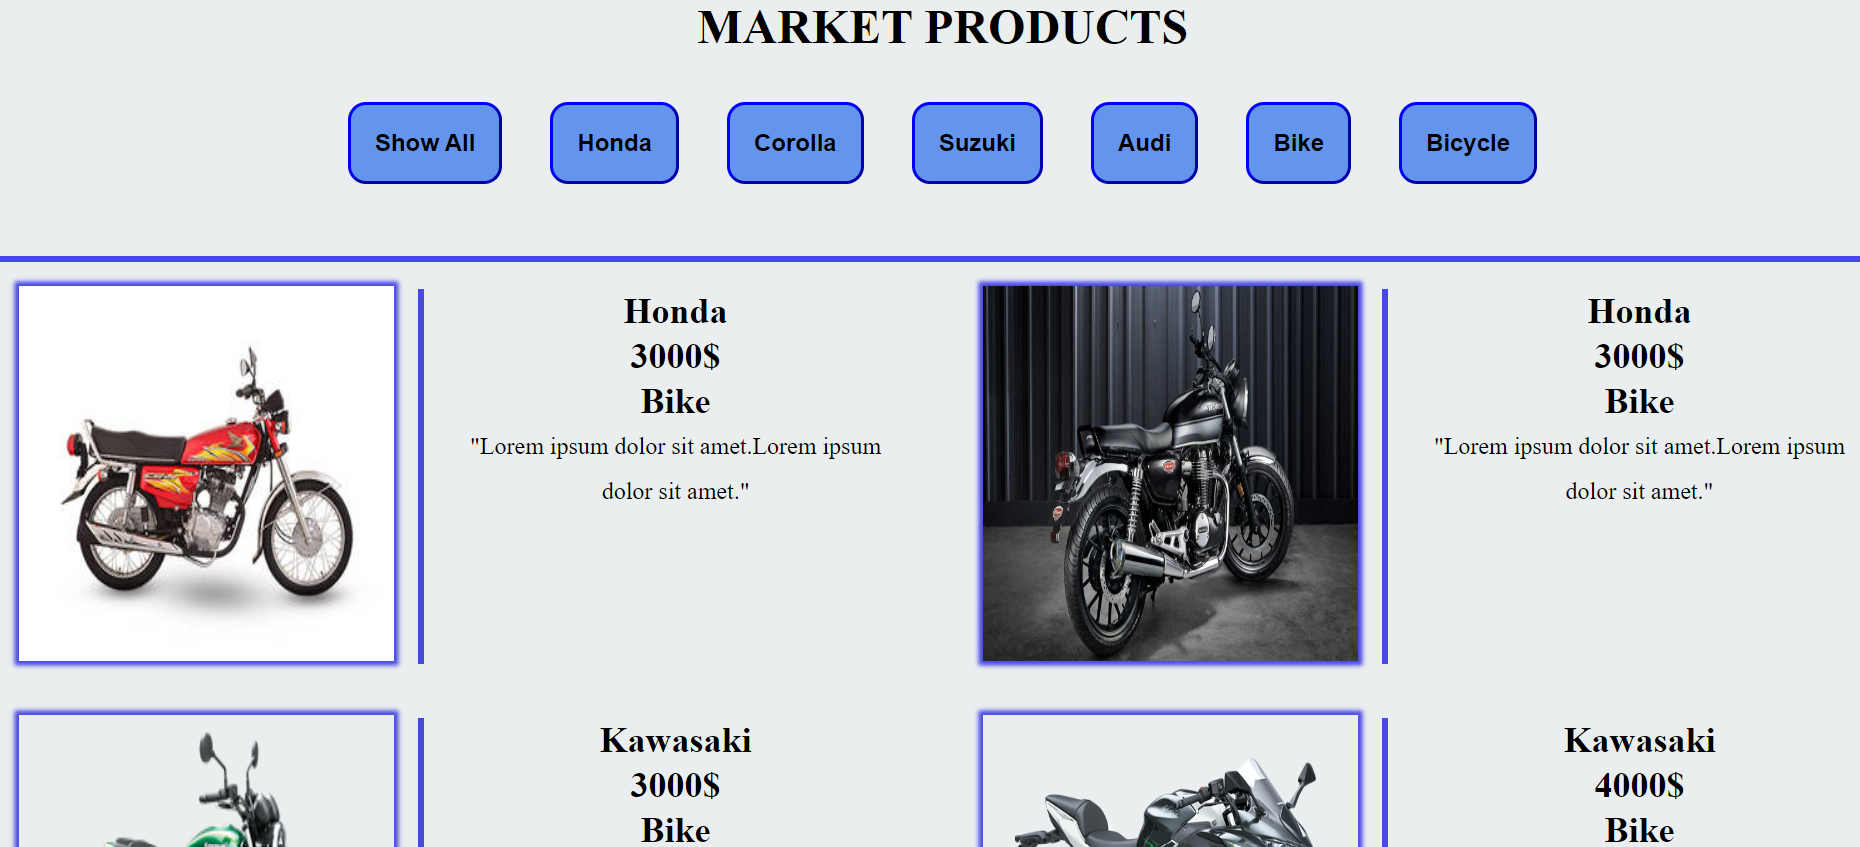 MARKET PRODUCTS
Show All
Honda
Corolla
Suzuki
Audi
Bike
Bicycle
Honda
3000$
Bike
"Lorem ipsum dolor sit amet.Lorem ipsum
dolor sit amet."
Honda
3000$
Bike
"Lorem ipsum dolor sit amet.Lorem ipsum
dolor sit amet."
Kawasaki
3000$
Bike
Kawasaki
4000$
Bike